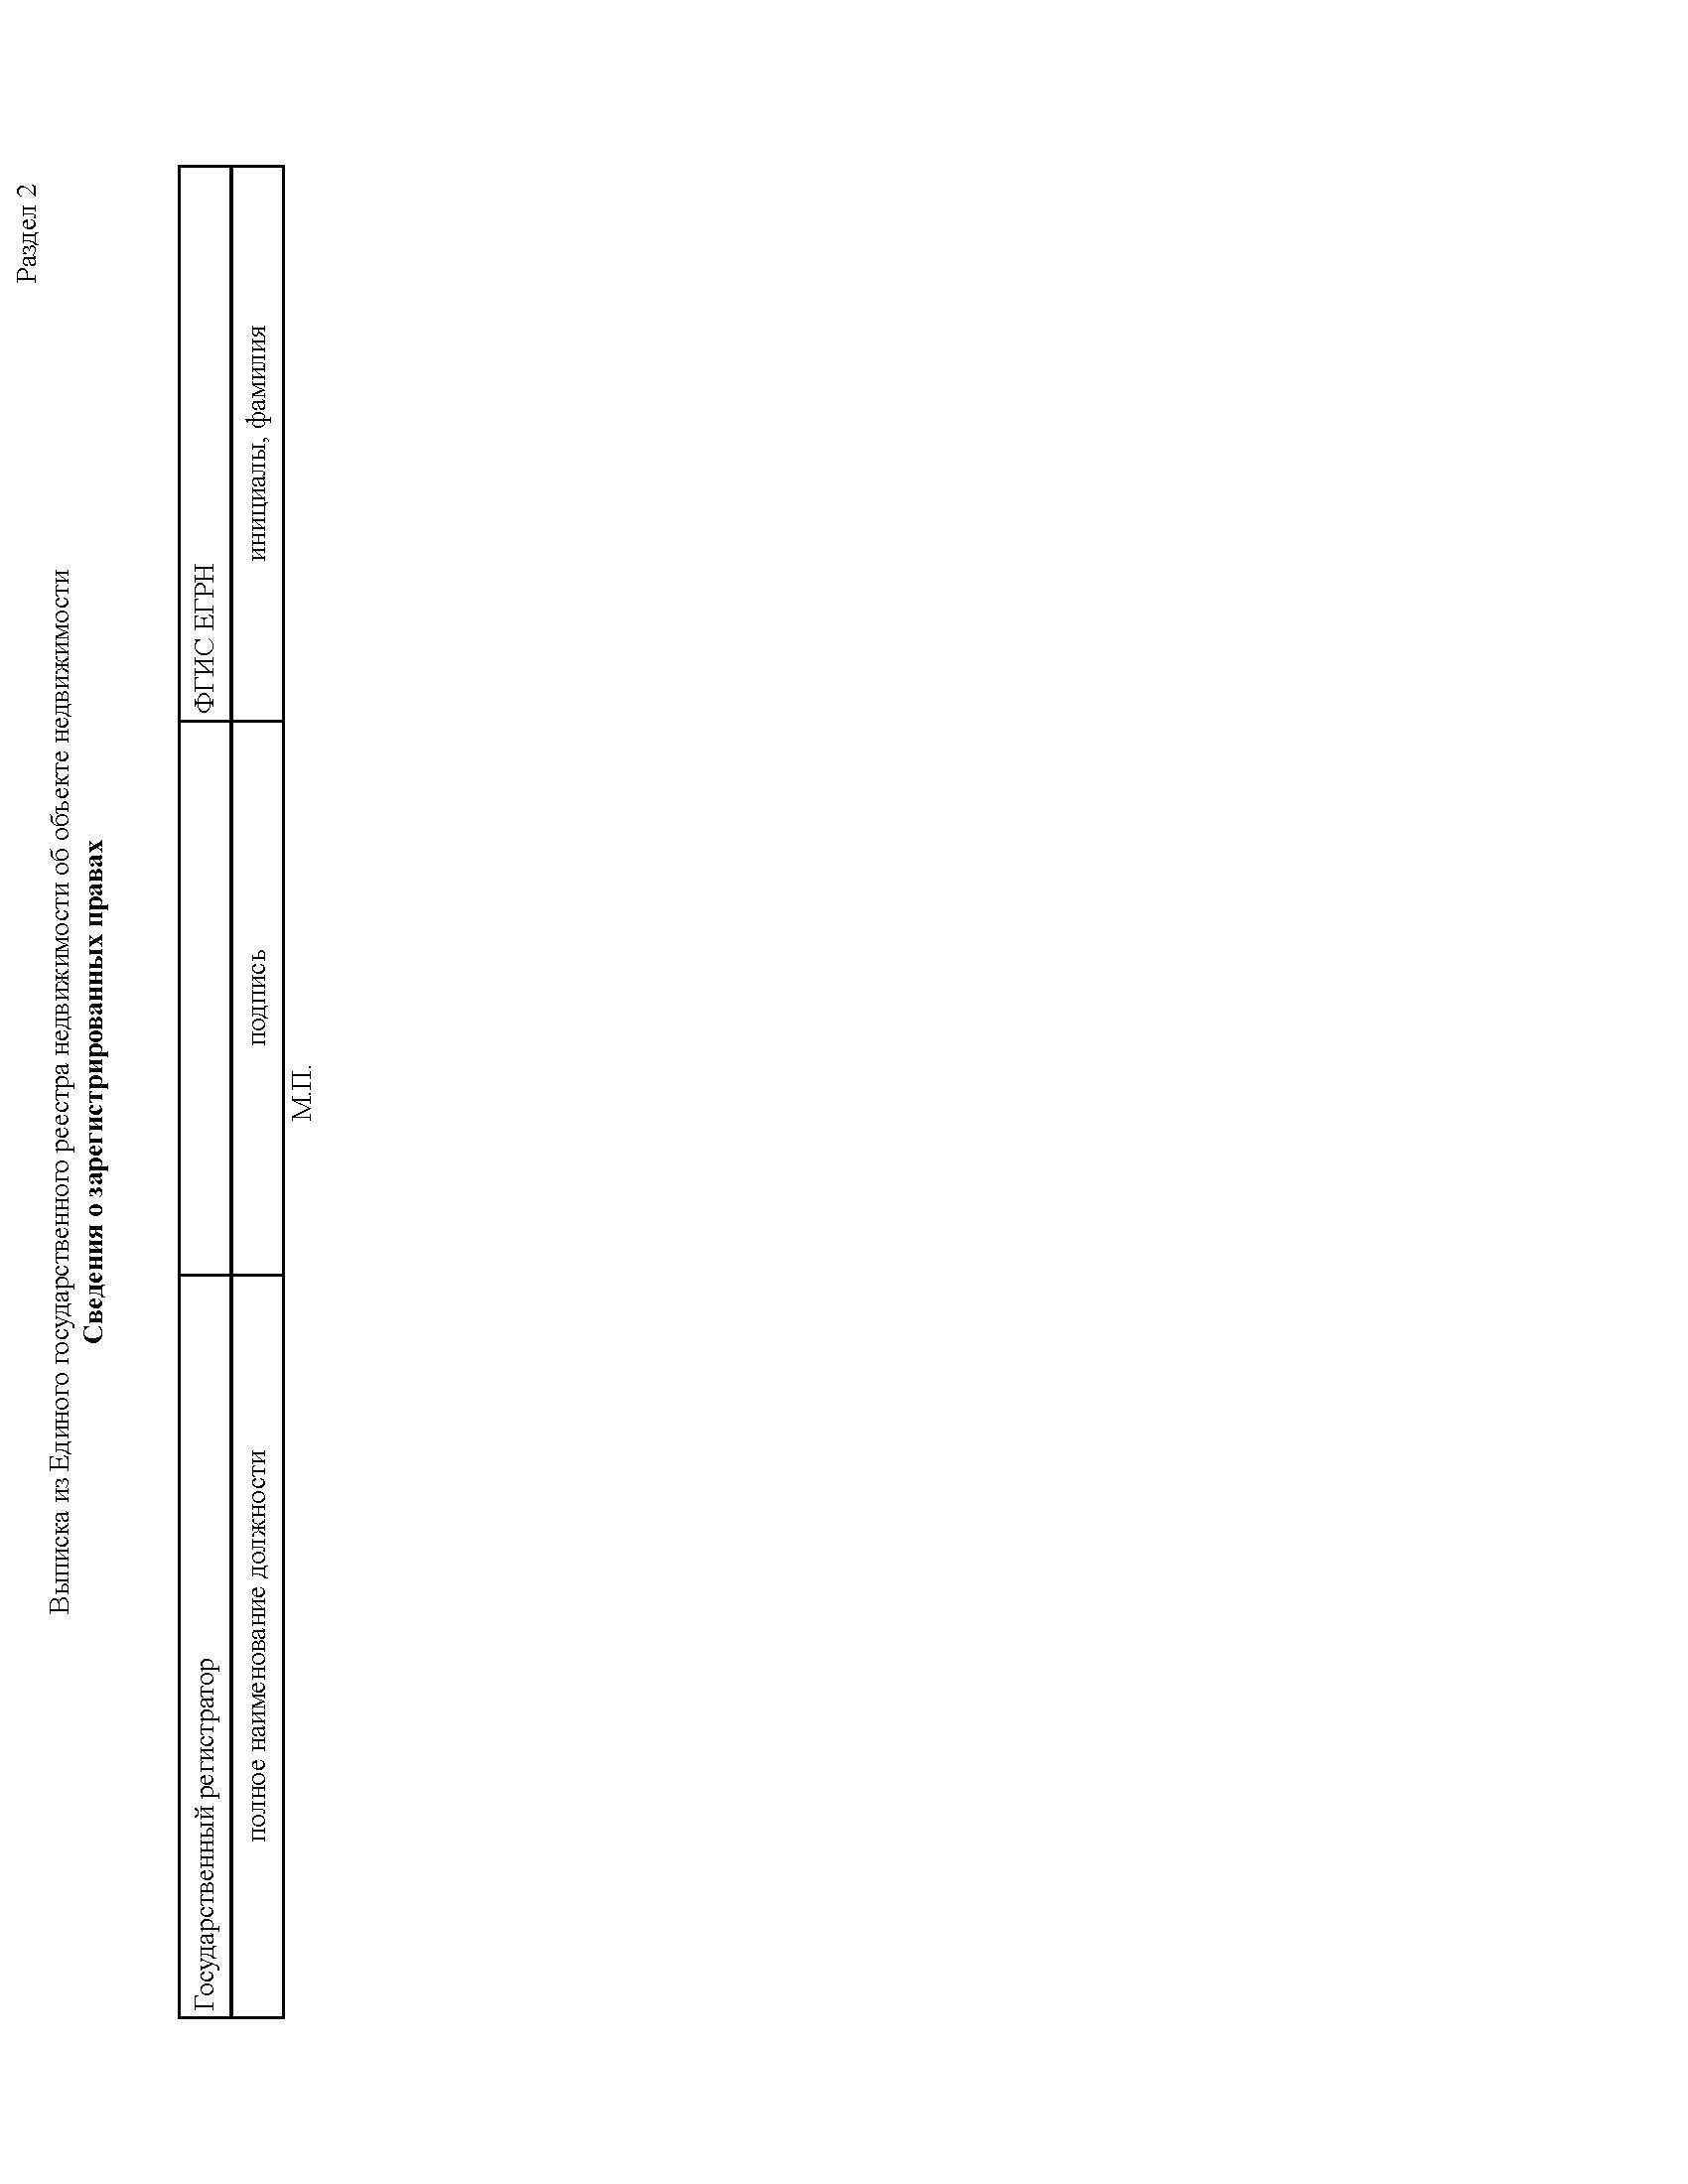 Раздел 2
Выписка из Единого государственного реестра недвижимости об объекте недвижимости
Сведения о зарегистрированных правах
Государственный регистратор
ФГИС ЕГРН
полное наименование должности
подпись
инициалы, фамилия
М.П.